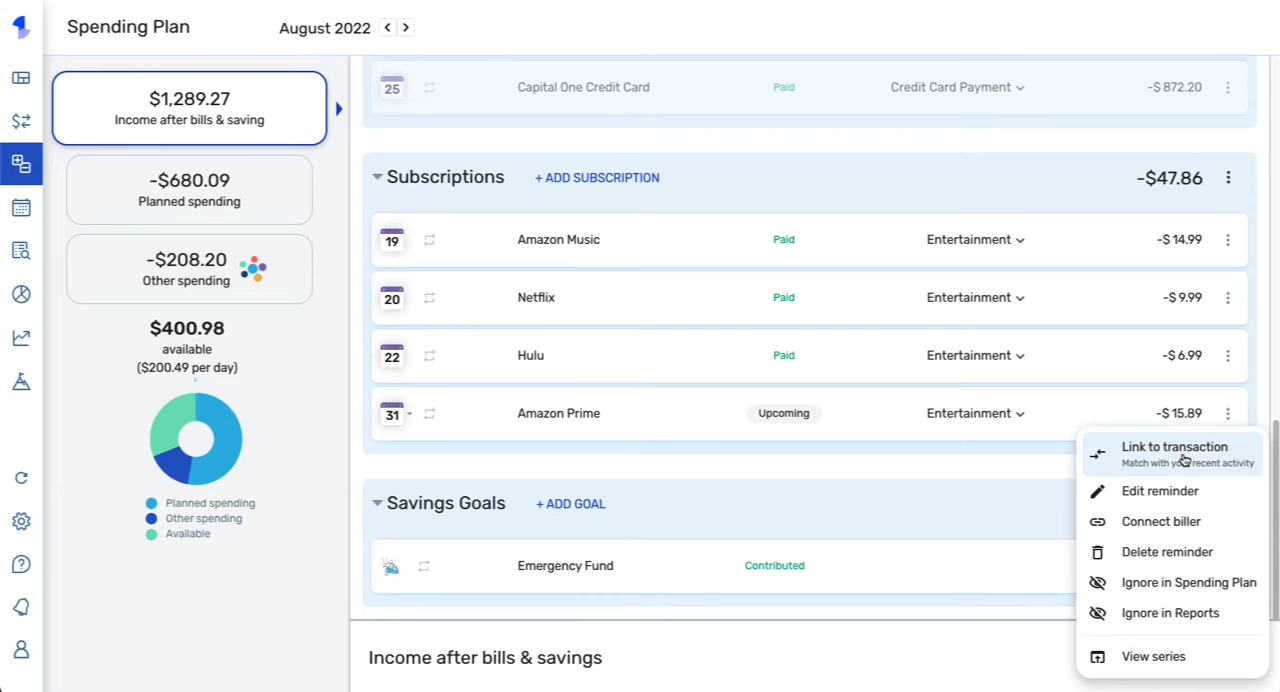 Spending Plan
August 2022
$1,289.27
Income after bills & saving
-$680.09
Planned spending
-$208.20
Other spending
$400.98
available
($200.49 per day)
Planned spending
Other spending
Available
25 Capital One Credit Card Paid Credit Card Payment -$ 872.20
Subscriptions + ADD SUBSCRIPTION -$47.86
19 Amazon Music Paid Entertainment -$ 14.99
20 Netflix Paid Entertainment -$ 9.99
22 Hulu Paid Entertainment -$ 6.99
31 Amazon Prime Upcoming Entertainment -$ 15.89
Savings Goals + ADD GOAL
Emergency Fund Contributed
Income after bills & savings
Link to transaction
Match with your recent activity
Edit reminder
Connect biller
Delete reminder
Ignore in Spending Plan
Ignore in Reports
View series